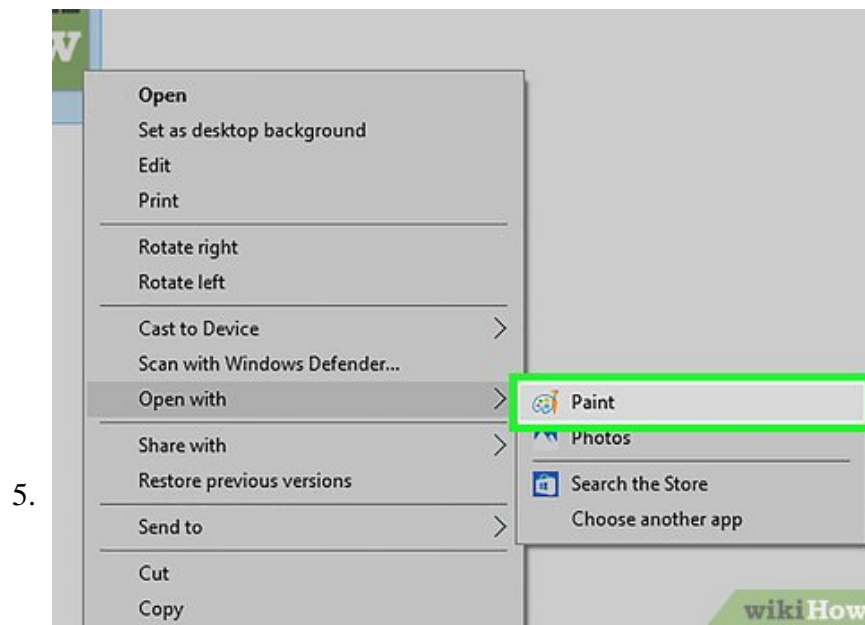 W
Open
Set as desktop background
Edit
Print
Rotate right
Rotate left
Cast to Device
Scan with Windows Defender...
Open with
Paint
Photos
Share with
5.
Restore previous versions
Search the Store
Send to
Choose another app
Cut
Copy
wikiHow